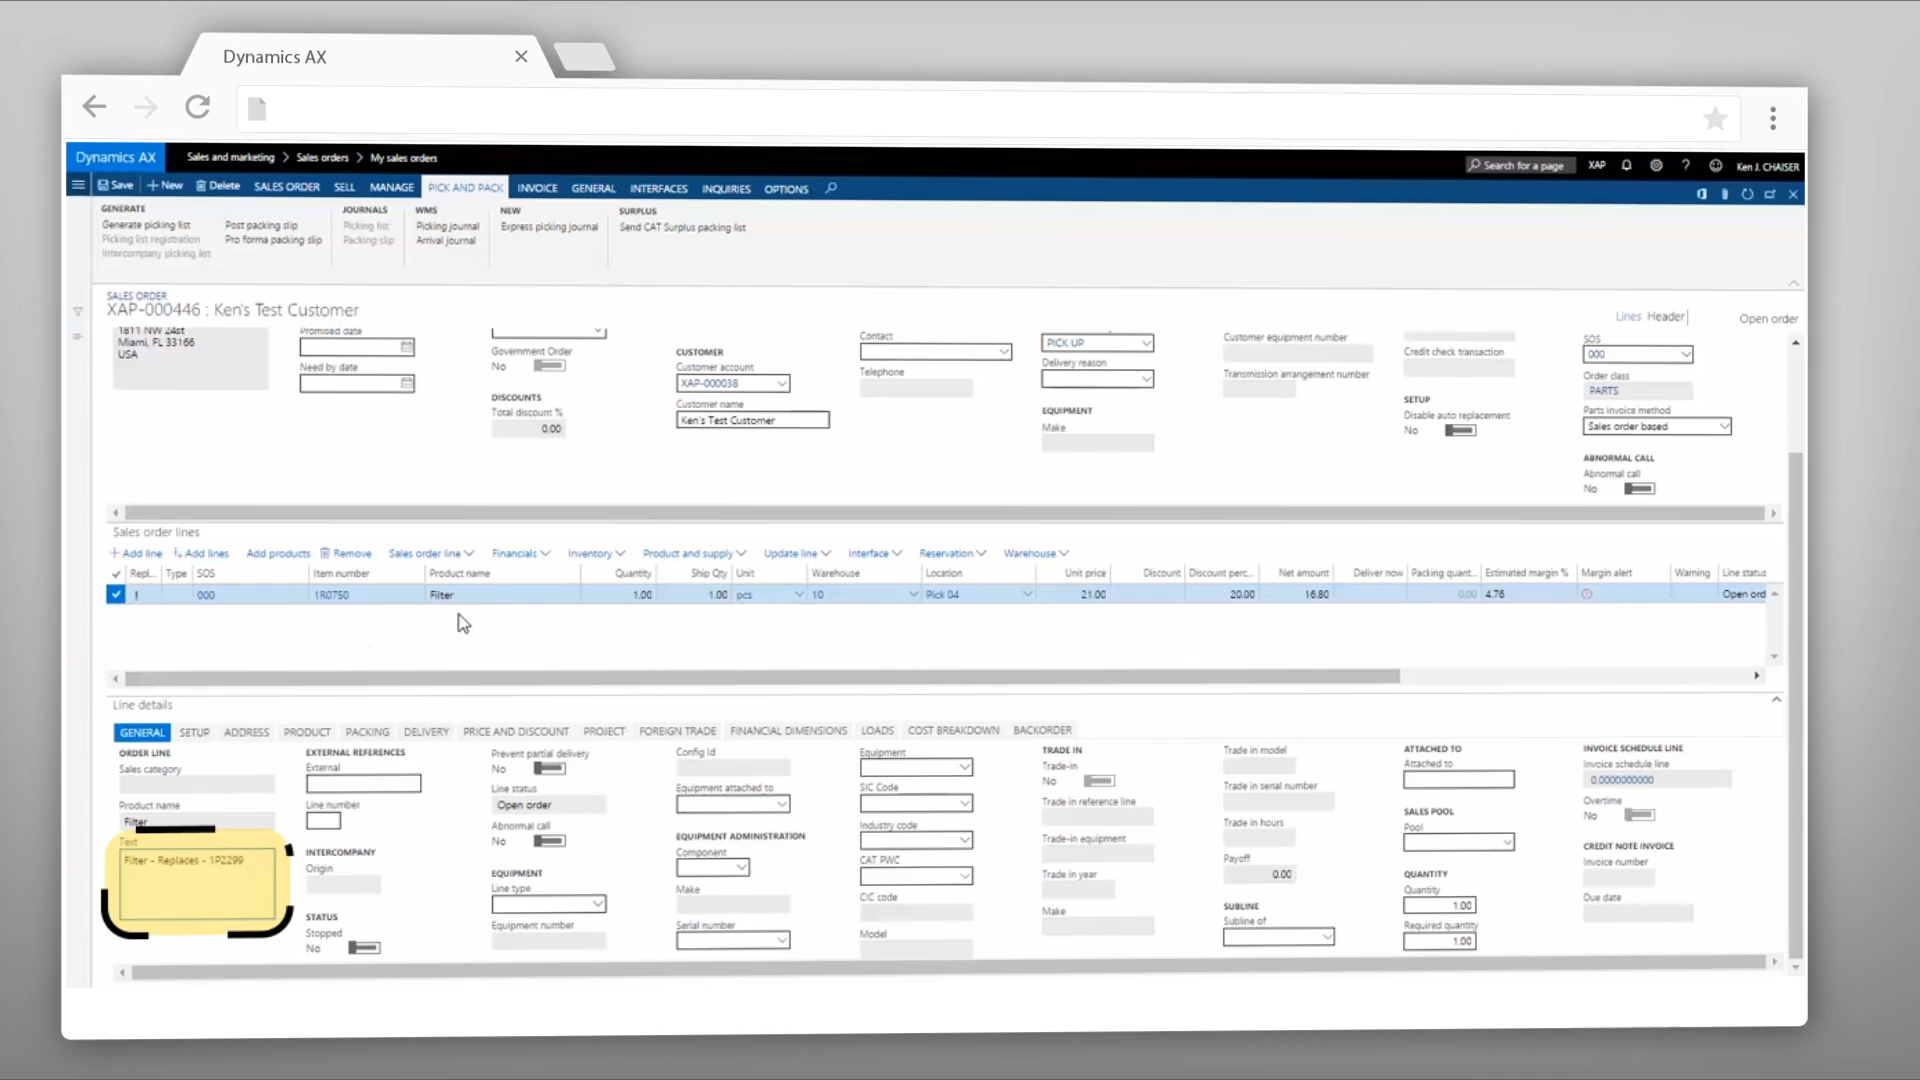 Dynamics AX
Dynamics AX
Sales and marketing
Sales orders
My sales orders
Search for a page
XAP
?
Ken J. CHAISER
Save
New
Delete
SALES ORDER
SELL
MANAGE
PICK AND PACK
INVOICE
GENERAL
INTERFACES
INQUIRIES
OPTIONS
GENERATE
Generate picking list
Picking list registration
Intercompany picking list
Post packing slip
Pro forma packing slip
JOURNALS
Picking list
Packing slip
WMS
Picking journal
Arrival journal
NEW
Express picking journal
SURPLUS
Send CAT Surplus packing list
SALES ORDER
XAP-000446 : Ken's Test Customer
Lines Header
Open order
1811 NW 24st
Miami, FL 33166
USA
Promised date
Need by date
Government Order
No
DISCOUNTS
Total discount %
0.00
CUSTOMER
Customer account
XAP-000038
Customer name
Ken's Test Customer
Contact
Telephone
PICK UP
Delivery reason
EQUIPMENT
Make
Customer equipment number
Transmission arrangement number
Credit check transaction
SETUP
Disable auto replacement
No
SOS
000
Order class
PARTS
Parts invoice method
Sales order based
ABNORMAL CALL
Abnormal call
No
Sales order lines
Add line
Add lines
Add products
Remove
Sales order line
Financials
Inventory
Product and supply
Update line
Interface
Reservation
Warehouse
Repl... Type SOS Item number Product name Quantity Ship Qty Unit Warehouse Location Unit price Discount Discount perc... Net amount Deliver now Packing quant... Estimated margin % Margin alert Warning Line status
! 000 1R0750 Filter 1.00 1.00 pcs 10 Pick 04 21.00 20.00 16.80 0.00 4.76 Open ord
Line details
GENERAL
SETUP
ADDRESS
PRODUCT
PACKING
DELIVERY
PRICE AND DISCOUNT
PROJECT
FOREIGN TRADE
FINANCIAL DIMENSIONS
LOADS
COST BREAKDOWN
BACKORDER
ORDER LINE
Sales category
Product name
Filter
Text
Filter - Replaces - 1P2299
EXTERNAL REFERENCES
External
Line number
INTERCOMPANY
Origin
STATUS
Stopped
No
Prevent partial delivery
No
Line status
Open order
Abnormal call
No
EQUIPMENT
Line type
Equipment number
Config Id
Equipment attached to
EQUIPMENT ADMINISTRATION
Component
Make
Serial number
Equipment
SIC Code
Industry code
CAT PWC
CIC code
Model
TRADE IN
Trade-in
No
Trade in reference line
Trade-in equipment
Trade in year
Make
Trade in model
Trade in serial number
Trade in hours
Payoff
0.00
SUBLINE
Subline of
ATTACHED TO
Attached to
SALES POOL
Pool
QUANTITY
Quantity
1.00
Required quantity
1.00
INVOICE SCHEDULE LINE
Invoice schedule line
0.0000000000
Overtime
No
CREDIT NOTE INVOICE
Invoice number
Due date